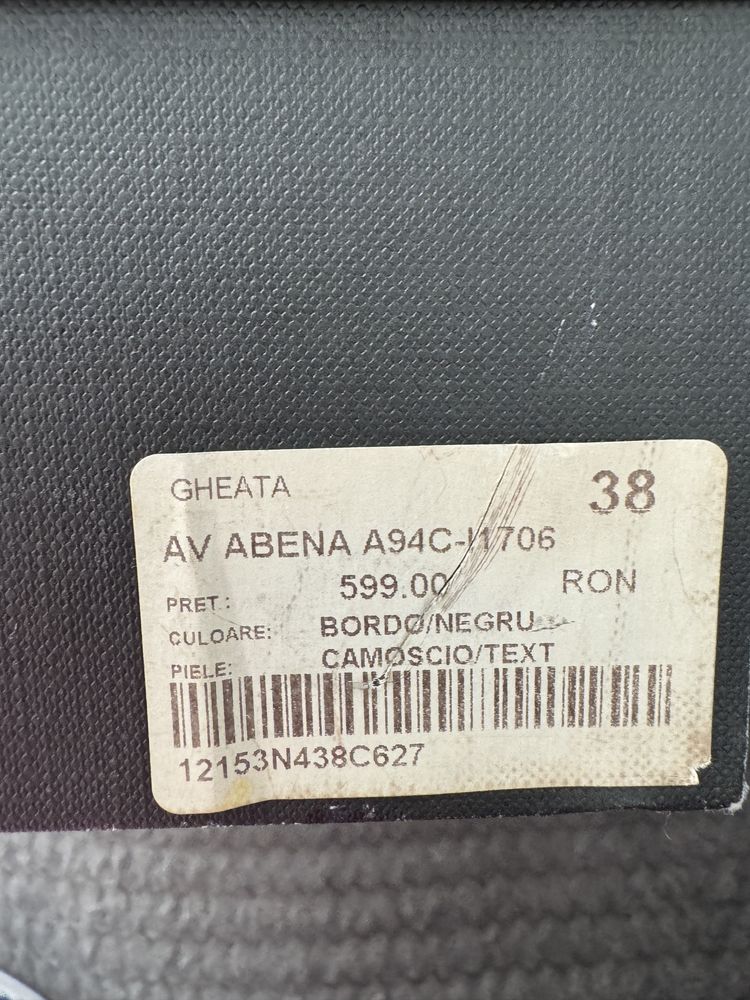 GHEATA 38
AV ABENA A94C-I1706
PRET.: 599.00 RON
CULOARE: BORDO/NEGRU
PIELE: CAMOSCIO/TEXT
12153N438C627